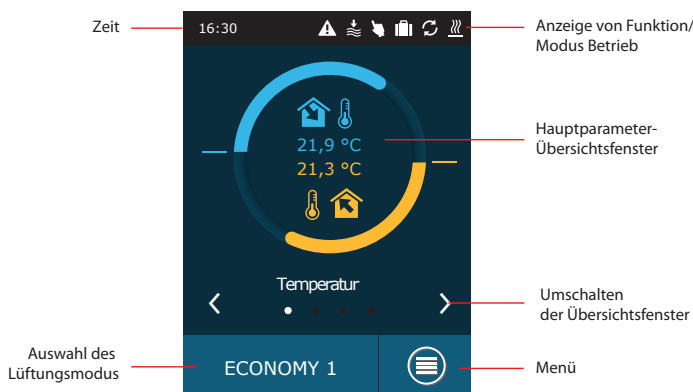 Zeit
16:30
Anzeige von Funktion/
Modus Betrieb
21,9 °C
21,3 °C
Hauptparameter-
Übersichtsfenster
Temperatur
Umschalten
der Übersichtsfenster
Auswahl des
Lüftungsmodus
ECONOMY 1
Menü